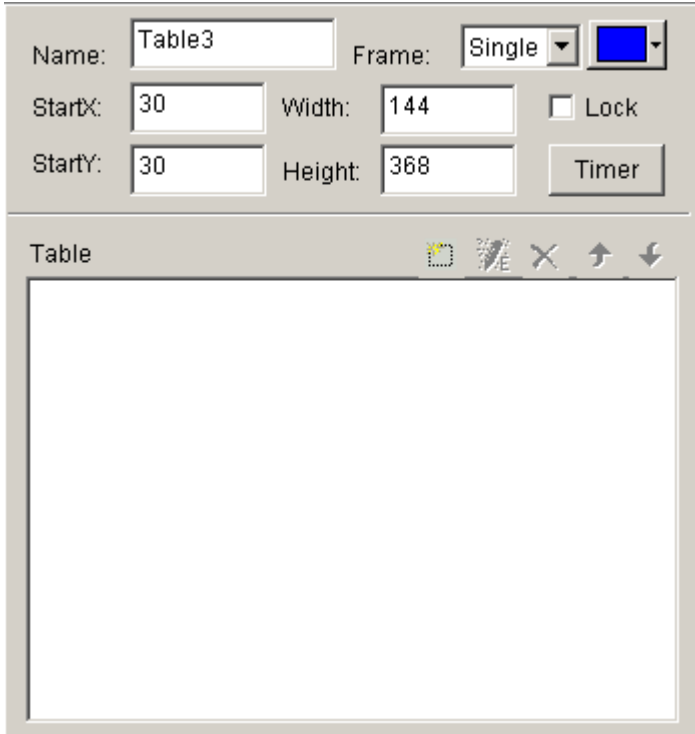 Name: Table3 Frame: Single
StartX: 30 Width: 144 Lock
StartY: 30 Height: 368 Timer
Table
E